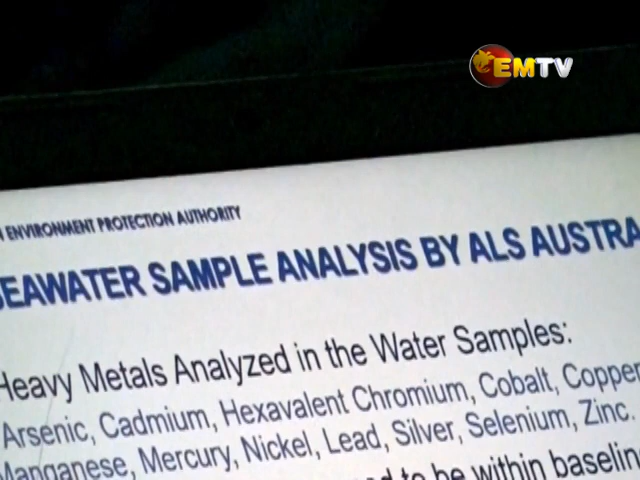 EMTV
N ENVIRONMENT PROTECTION AUTHORITY
SEAWATER SAMPLE ANALYSIS BY ALS AUSTRA
Heavy Metals Analyzed in the Water Samples:
Arsenic, Cadmium, Hexavalent Chromium, Cobalt, Copper
Manganese, Mercury, Nickel, Lead, Silver, Selenium, Zinc.
to be within baselin